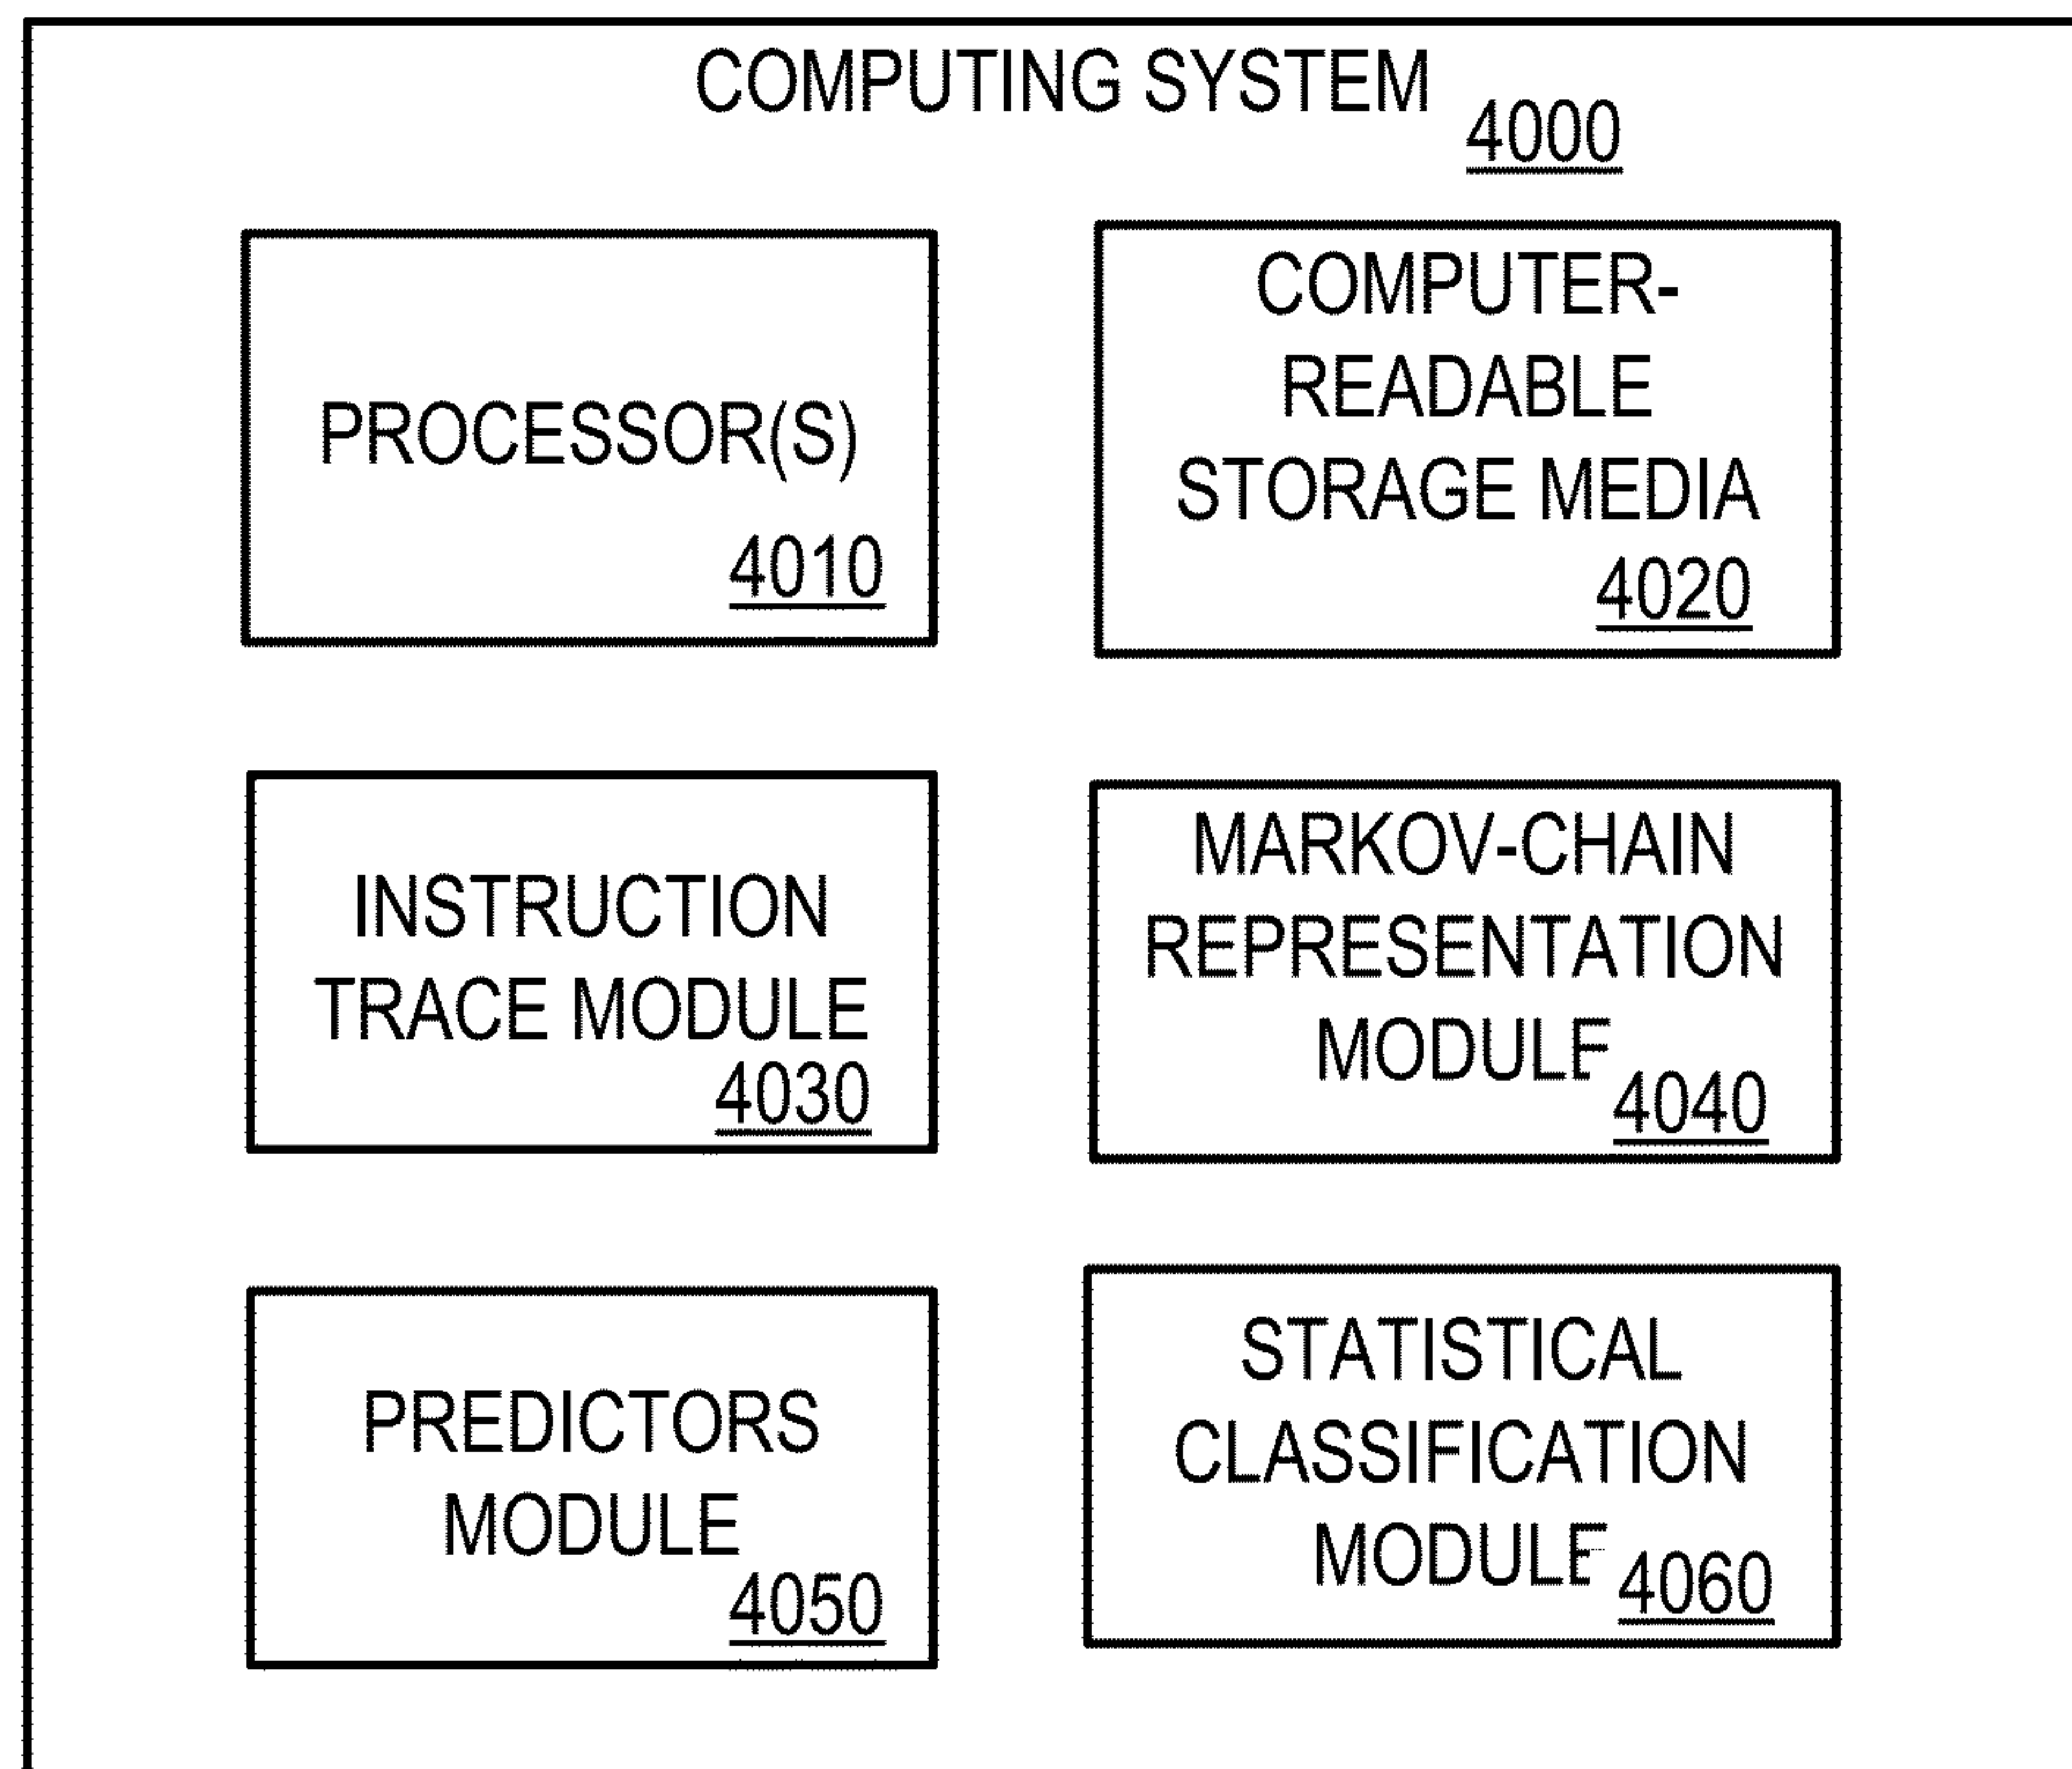 COMPUTING SYSTEM 4000
PROCESSOR(S)
4010
COMPUTER-
READABLE
STORAGE MEDIA
4020
INSTRUCTION
TRACE MODULE
4030
MARKOV-CHAIN
REPRESENTATION
MODULE
4040
PREDICTORS
MODULE
4050
STATISTICAL
CLASSIFICATION
MODULE
4060